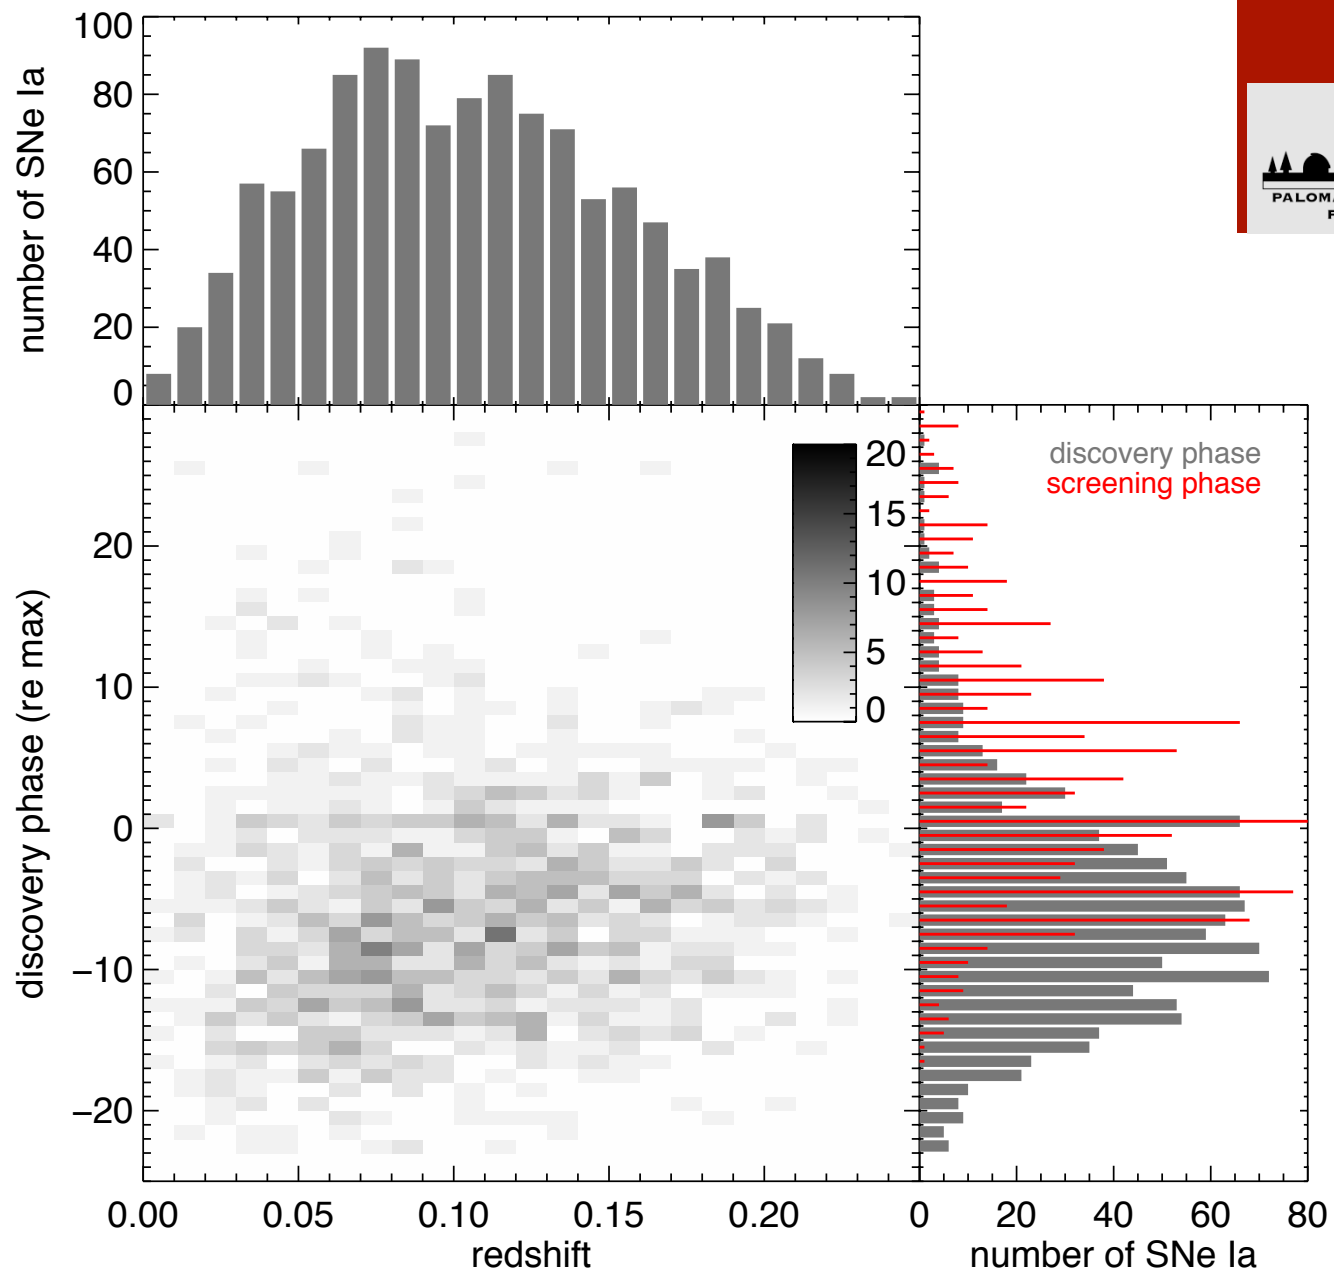 100
80
60
40
20
0
number of SNe Ia
PALOM
20
10
0
−10
−20
discovery phase (re max)
20
15
10
5
0
discovery phase
screening phase
0.00 0.05 0.10 0.15 0.20
redshift
0 20 40 60 80
number of SNe Ia